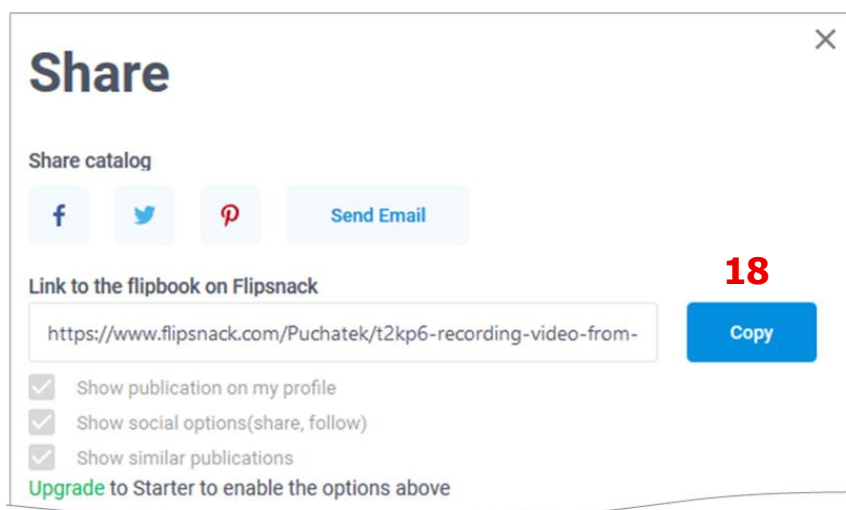 Share
Share catalog
Send Email
18
Link to the flipbook on Flipsnack
https://www.flipsnack.com/Puchatek/t2kp6-recording-video-from-
Copy
Show publication on my profile
Show social options(share, follow)
Show similar publications
Upgrade to Starter to enable the options above